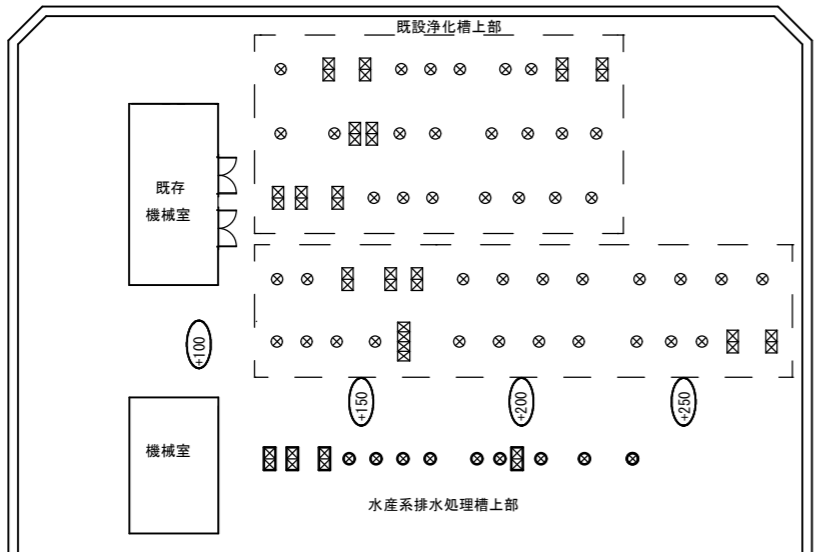 既設浄化槽上部
既存
機械室
+100
+150
+200
+250
機械室
水産系排水処理槽上部